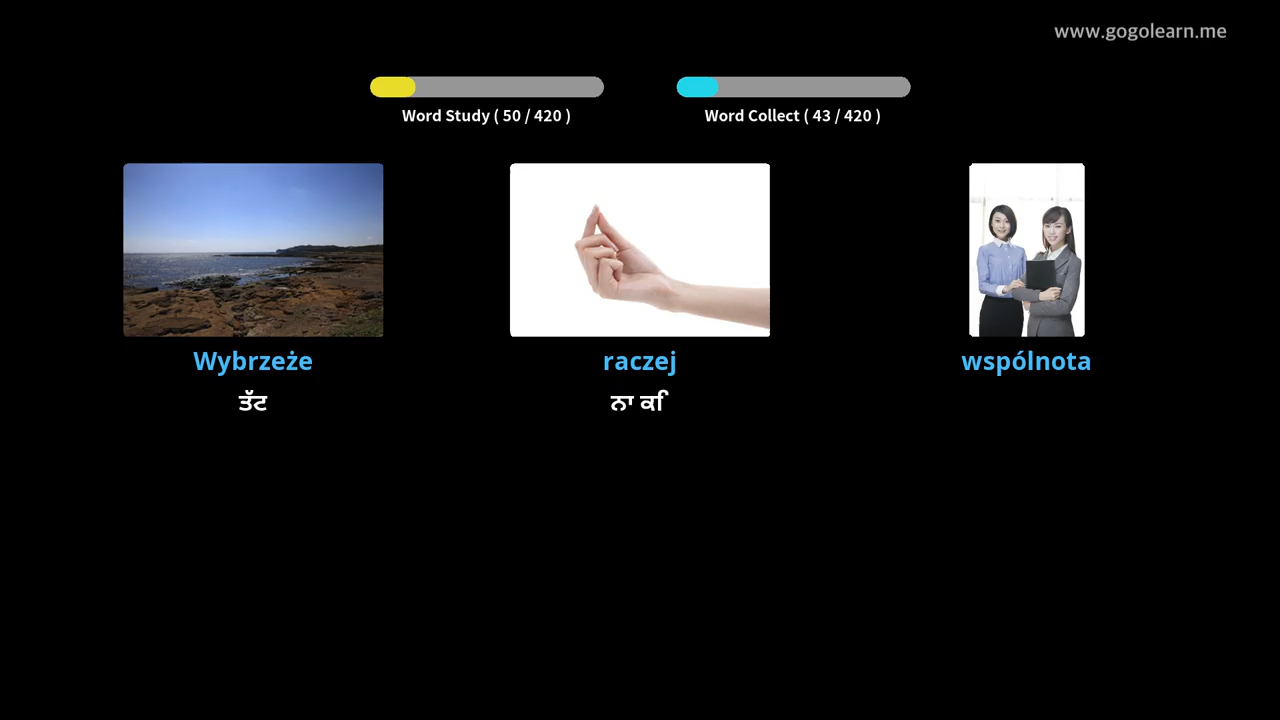 www.gogolearn.me
Word Study ( 50 / 420 )
Word Collect ( 43 / 420 )
Wybrzeże
raczej
wspólnota
ਤੱਟ
ਨਾ ਕਿ